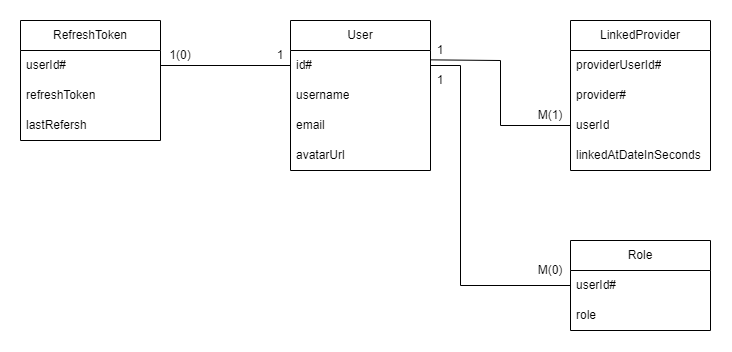 RefreshToken
userId#
refreshToken
lastRefersh
1(0)
1
User
id#
username
email
avatarUrl
1
1
M(1)
LinkedProvider
providerUserId#
provider#
userId
linkedAtDateInSeconds
M(0)
Role
userId#
role